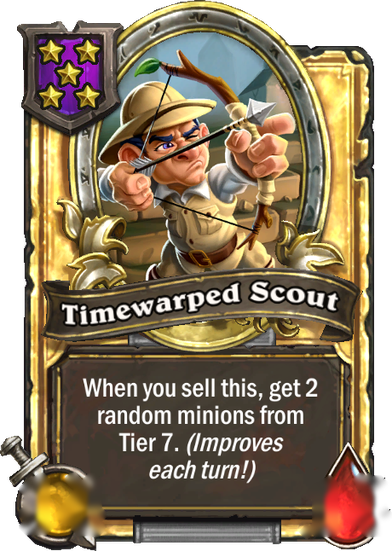 Timewarped Scout
When you sell this, get 2
random minions from
Tier 7. (Improves
each turn!)